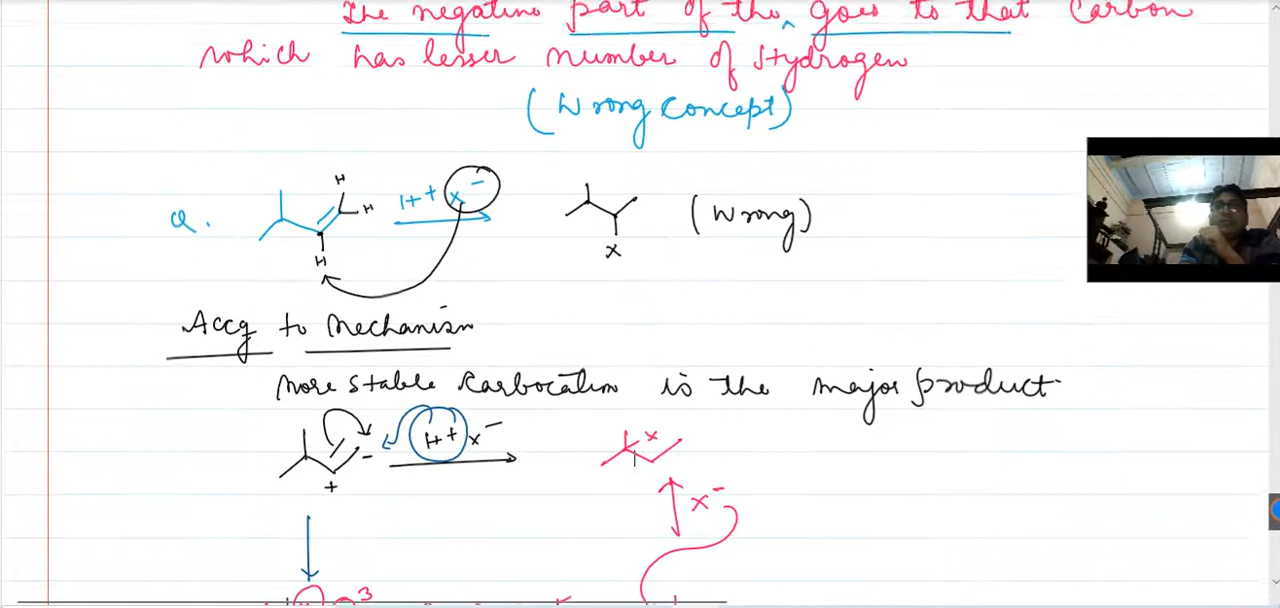 The negative part of the goes to that Carbon
which has lesser number of Hydrogen
(Wrong Concept)
H
Q. H H+ X- (Wrong)
H X
Accg to Mechanism
More stable Carbocation is the major product
H+ X- X
- +
X-
3